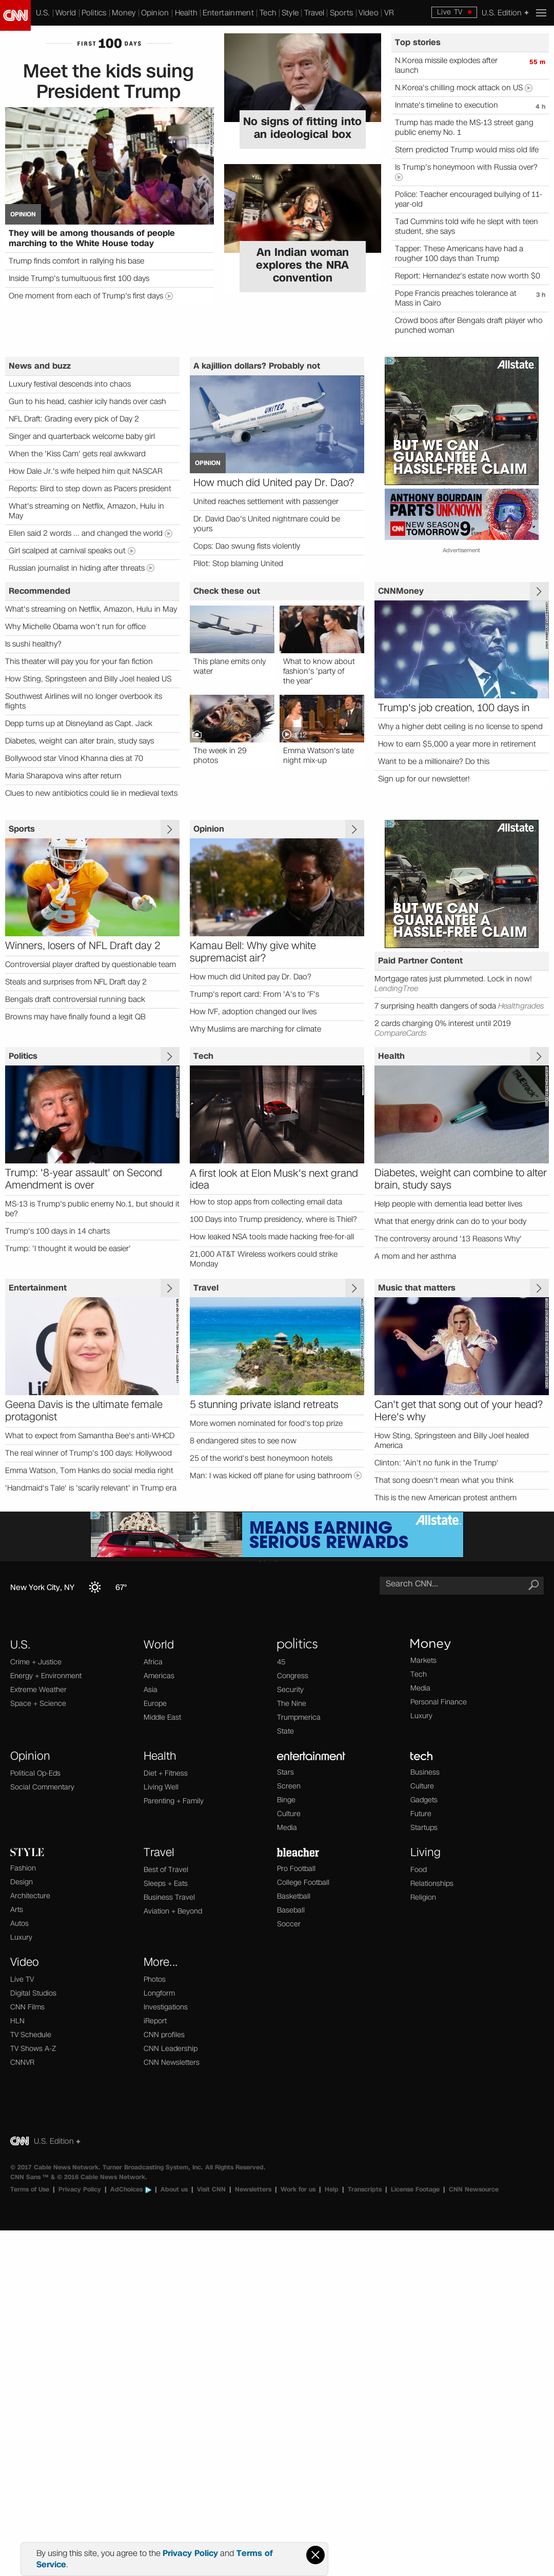 CNN
U.S. | World | Politics | Money | Opinion | Health | Entertainment | Tech | Style | Travel | Sports | Video | VR
Live TV
U.S. Edition +
FIRST 100 DAYS
Meet the kids suing
President Trump
OPINION
They will be among thousands of people
marching to the White House today
Trump finds comfort in rallying his base
Inside Trump's tumultuous first 100 days
One moment from each of Trump's first days
No signs of fitting into
an ideological box
An Indian woman
explores the NRA
convention
Top stories
N.Korea missile explodes after
launch
55 m
N.Korea's chilling mock attack on US
Inmate's timeline to execution
4 h
Trump has made the MS-13 street gang
public enemy No. 1
Stern predicted Trump would miss old life
Is Trump's honeymoon with Russia over?
Police: Teacher encouraged bullying of 11-
year-old
Tad Cummins told wife he slept with teen
student, she says
Tapper: These Americans have had a
rougher 100 days than Trump
Report: Hernandez's estate now worth $0
Pope Francis preaches tolerance at
Mass in Cairo
3 h
Crowd boos after Bengals draft player who
punched woman
News and buzz
Luxury festival descends into chaos
Gun to his head, cashier icily hands over cash
NFL Draft: Grading every pick of Day 2
Singer and quarterback welcome baby girl
When the 'Kiss Cam' gets real awkward
How Dale Jr.'s wife helped him quit NASCAR
Reports: Bird to step down as Pacers president
What's streaming on Netflix, Amazon, Hulu in
May
Ellen said 2 words ... and changed the world
Girl scalped at carnival speaks out
Russian journalist in hiding after threats
A kajillion dollars? Probably not
UNITED
OPINION
How much did United pay Dr. Dao?
United reaches settlement with passenger
Dr. David Dao's United nightmare could be
yours
Cops: Dao swung fists violently
Pilot: Stop blaming United
Allstate.
BUT WE CAN
GUARANTEE A
HASSLE-FREE CLAIM
ANTHONY BOURDAIN
PARTS UNKNOWN
CNN NEW SEASON
TOMORROW 9
Advertisement
Recommended
What's streaming on Netflix, Amazon, Hulu in May
Why Michelle Obama won't run for office
Is sushi healthy?
This theater will pay you for your fan fiction
How Sting, Springsteen and Billy Joel healed US
Southwest Airlines will no longer overbook its
flights
Depp turns up at Disneyland as Capt. Jack
Diabetes, weight can alter brain, study says
Bollywood star Vinod Khanna dies at 70
Maria Sharapova wins after return
Clues to new antibiotics could lie in medieval texts
Check these out
This plane emits only
water
What to know about
fashion's 'party of
the year'
The week in 29
photos
Emma Watson's late
night mix-up
CNNMoney
Trump's job creation, 100 days in
Why a higher debt ceiling is no license to spend
How to earn $5,000 a year more in retirement
Want to be a millionaire? Do this
Sign up for our newsletter!
Sports
Winners, losers of NFL Draft day 2
Controversial player drafted by questionable team
Steals and surprises from NFL Draft day 2
Bengals draft controversial running back
Browns may have finally found a legit QB
Opinion
Kamau Bell: Why give white
supremacist air?
How much did United pay Dr. Dao?
Trump's report card: From 'A's to 'F's
How IVF, adoption changed our lives
Why Muslims are marching for climate
Allstate.
BUT WE CAN
GUARANTEE A
HASSLE-FREE CLAIM
Paid Partner Content
Mortgage rates just plummeted. Lock in now!
LendingTree
7 surprising health dangers of soda Healthgrades
2 cards charging 0% interest until 2019
CompareCards
Politics
Trump: '8-year assault' on Second
Amendment is over
MS-13 is Trump's public enemy No.1, but should it
be?
Trump's 100 days in 14 charts
Trump: 'I thought it would be easier'
Tech
A first look at Elon Musk's next grand
idea
How to stop apps from collecting email data
100 Days into Trump presidency, where is Thiel?
How leaked NSA tools made hacking free-for-all
21,000 AT&T Wireless workers could strike
Monday
Health
Diabetes, weight can combine to alter
brain, study says
Help people with dementia lead better lives
What that energy drink can do to your body
The controversy around '13 Reasons Why'
A mom and her asthma
Entertainment
Geena Davis is the ultimate female
protagonist
What to expect from Samantha Bee's anti-WHCD
The real winner of Trump's 100 days: Hollywood
Emma Watson, Tom Hanks do social media right
'Handmaid's Tale' is 'scarily relevant' in Trump era
Travel
5 stunning private island retreats
More women nominated for food's top prize
8 endangered sites to see now
25 of the world's best honeymoon hotels
Man: I was kicked off plane for using bathroom
Music that matters
Can't get that song out of your head?
Here's why
How Sting, Springsteen and Billy Joel healed
America
Clinton: 'Ain't no funk in the Trump'
That song doesn't mean what you think
This is the new American protest anthem
MEANS EARNING
SERIOUS REWARDS
Allstate.
New York City, NY
67°
Search CNN...
U.S.
Crime + Justice
Energy + Environment
Extreme Weather
Space + Science
World
Africa
Americas
Asia
Europe
Middle East
politics
45
Congress
Security
The Nine
Trumpmerica
State
Money
Markets
Tech
Media
Personal Finance
Luxury
Opinion
Political Op-Eds
Social Commentary
Health
Diet + Fitness
Living Well
Parenting + Family
entertainment
Stars
Screen
Binge
Culture
Media
tech
Business
Culture
Gadgets
Future
Startups
STYLE
Fashion
Design
Architecture
Arts
Autos
Luxury
Travel
Best of Travel
Sleeps + Eats
Business Travel
Aviation + Beyond
bleacher
Pro Football
College Football
Basketball
Baseball
Soccer
Living
Food
Relationships
Religion
Video
Live TV
Digital Studios
CNN Films
HLN
TV Schedule
TV Shows A-Z
CNNVR
More...
Photos
Longform
Investigations
iReport
CNN profiles
CNN Leadership
CNN Newsletters
CNN U.S. Edition +
© 2017 Cable News Network. Turner Broadcasting System, Inc. All Rights Reserved.
CNN Sans ™ & © 2016 Cable News Network.
Terms of Use | Privacy Policy | AdChoices | About us | Visit CNN | Newsletters | Work for us | Help | Transcripts | License Footage | CNN Newsource
By using this site, you agree to the Privacy Policy and Terms of
Service.